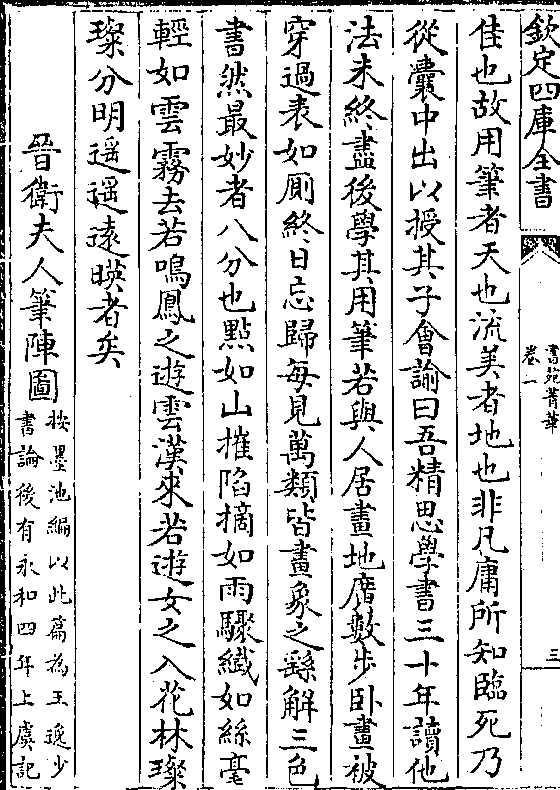 欽定四庫全書
書苑菁華
卷一
三
佳也故用筆者天也流美者地也非凡庸所知臨死乃
從囊中出以授其子會諭曰吾精思學書三十年讀他
法未終盡後學其用筆若與人居畫地廣數步卧畫被
穿過表如厠終日忘歸每見萬類皆畫象之繇解三色
書然最妙者八分也點如山摧陷摘如雨驟纖如絲毫
輕如雲霧去若鳴鳳之遊雲漢來若遊女之入花林璨
璨分明遥遥遠暎者矣
晉衛夫人筆陣圖
按墨池編以此篇為王逸少
書論後有永和四年上虞記